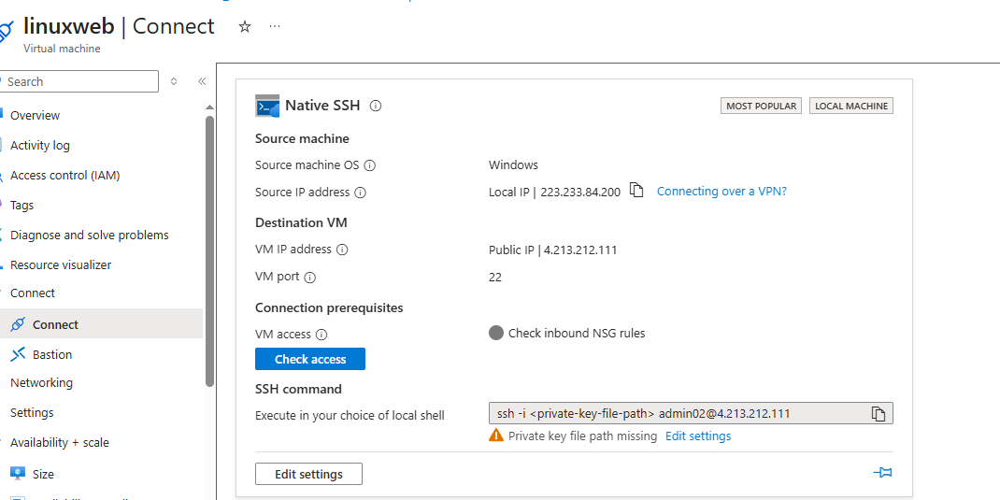 linuxweb | Connect
Virtual machine
Search
Overview
Activity log
Access control (IAM)
Tags
Diagnose and solve problems
Resource visualizer
Connect
Connect
Bastion
Networking
Settings
Availability + scale
Size
Native SSH
MOST POPULAR
LOCAL MACHINE
Source machine
Source machine OS
Windows
Source IP address
Local IP | 223.233.84.200
Connecting over a VPN?
Destination VM
VM IP address
Public IP | 4.213.212.111
VM port
22
Connection prerequisites
VM access
Check inbound NSG rules
Check access
SSH command
Execute in your choice of local shell
ssh -i <private-key-file-path> admin02@4.213.212.111
Private key file path missing Edit settings
Edit settings